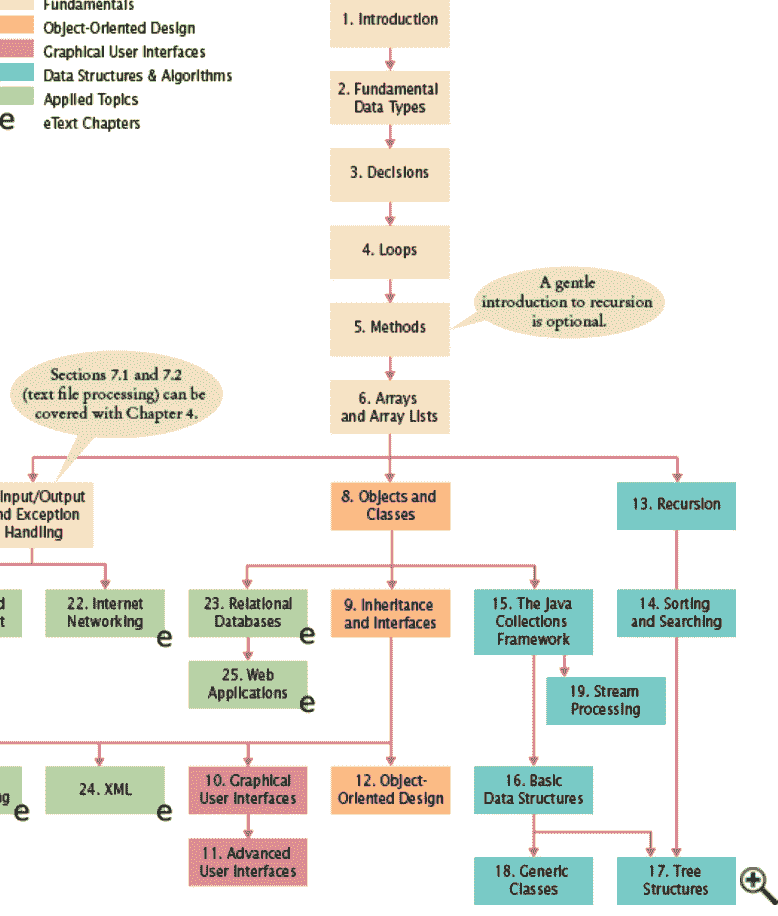 Fundamentals
Object-Oriented Design
Graphical User Interfaces
Data Structures & Algorithms
Applied Topics
e
eText Chapters
1. Introduction
2. Fundamental
Data Types
3. Decisions
4. Loops
A gentle
introduction to recursion
is optional.
5. Methods
Sections 7.1 and 7.2
(text file processing) can be
covered with Chapter 4.
6. Arrays
and Array Lists
Input/Output
nd Exception
Handling
8. Objects and
Classes
13. Recursion
d
t
22. Internet
Networking
e
23. Relational
Databases
e
9. Inheritance
and Interfaces
15. The Java
Collections
Framework
14. Sorting
and Searching
25. Web
Applications
e
19. Stream
Processing
g
e
24. XML
e
10. Graphical
User Interfaces
12. Object-
Oriented Design
16. Basic
Data Structures
11. Advanced
User Interfaces
18. Generic
Classes
17. Tree
Structures